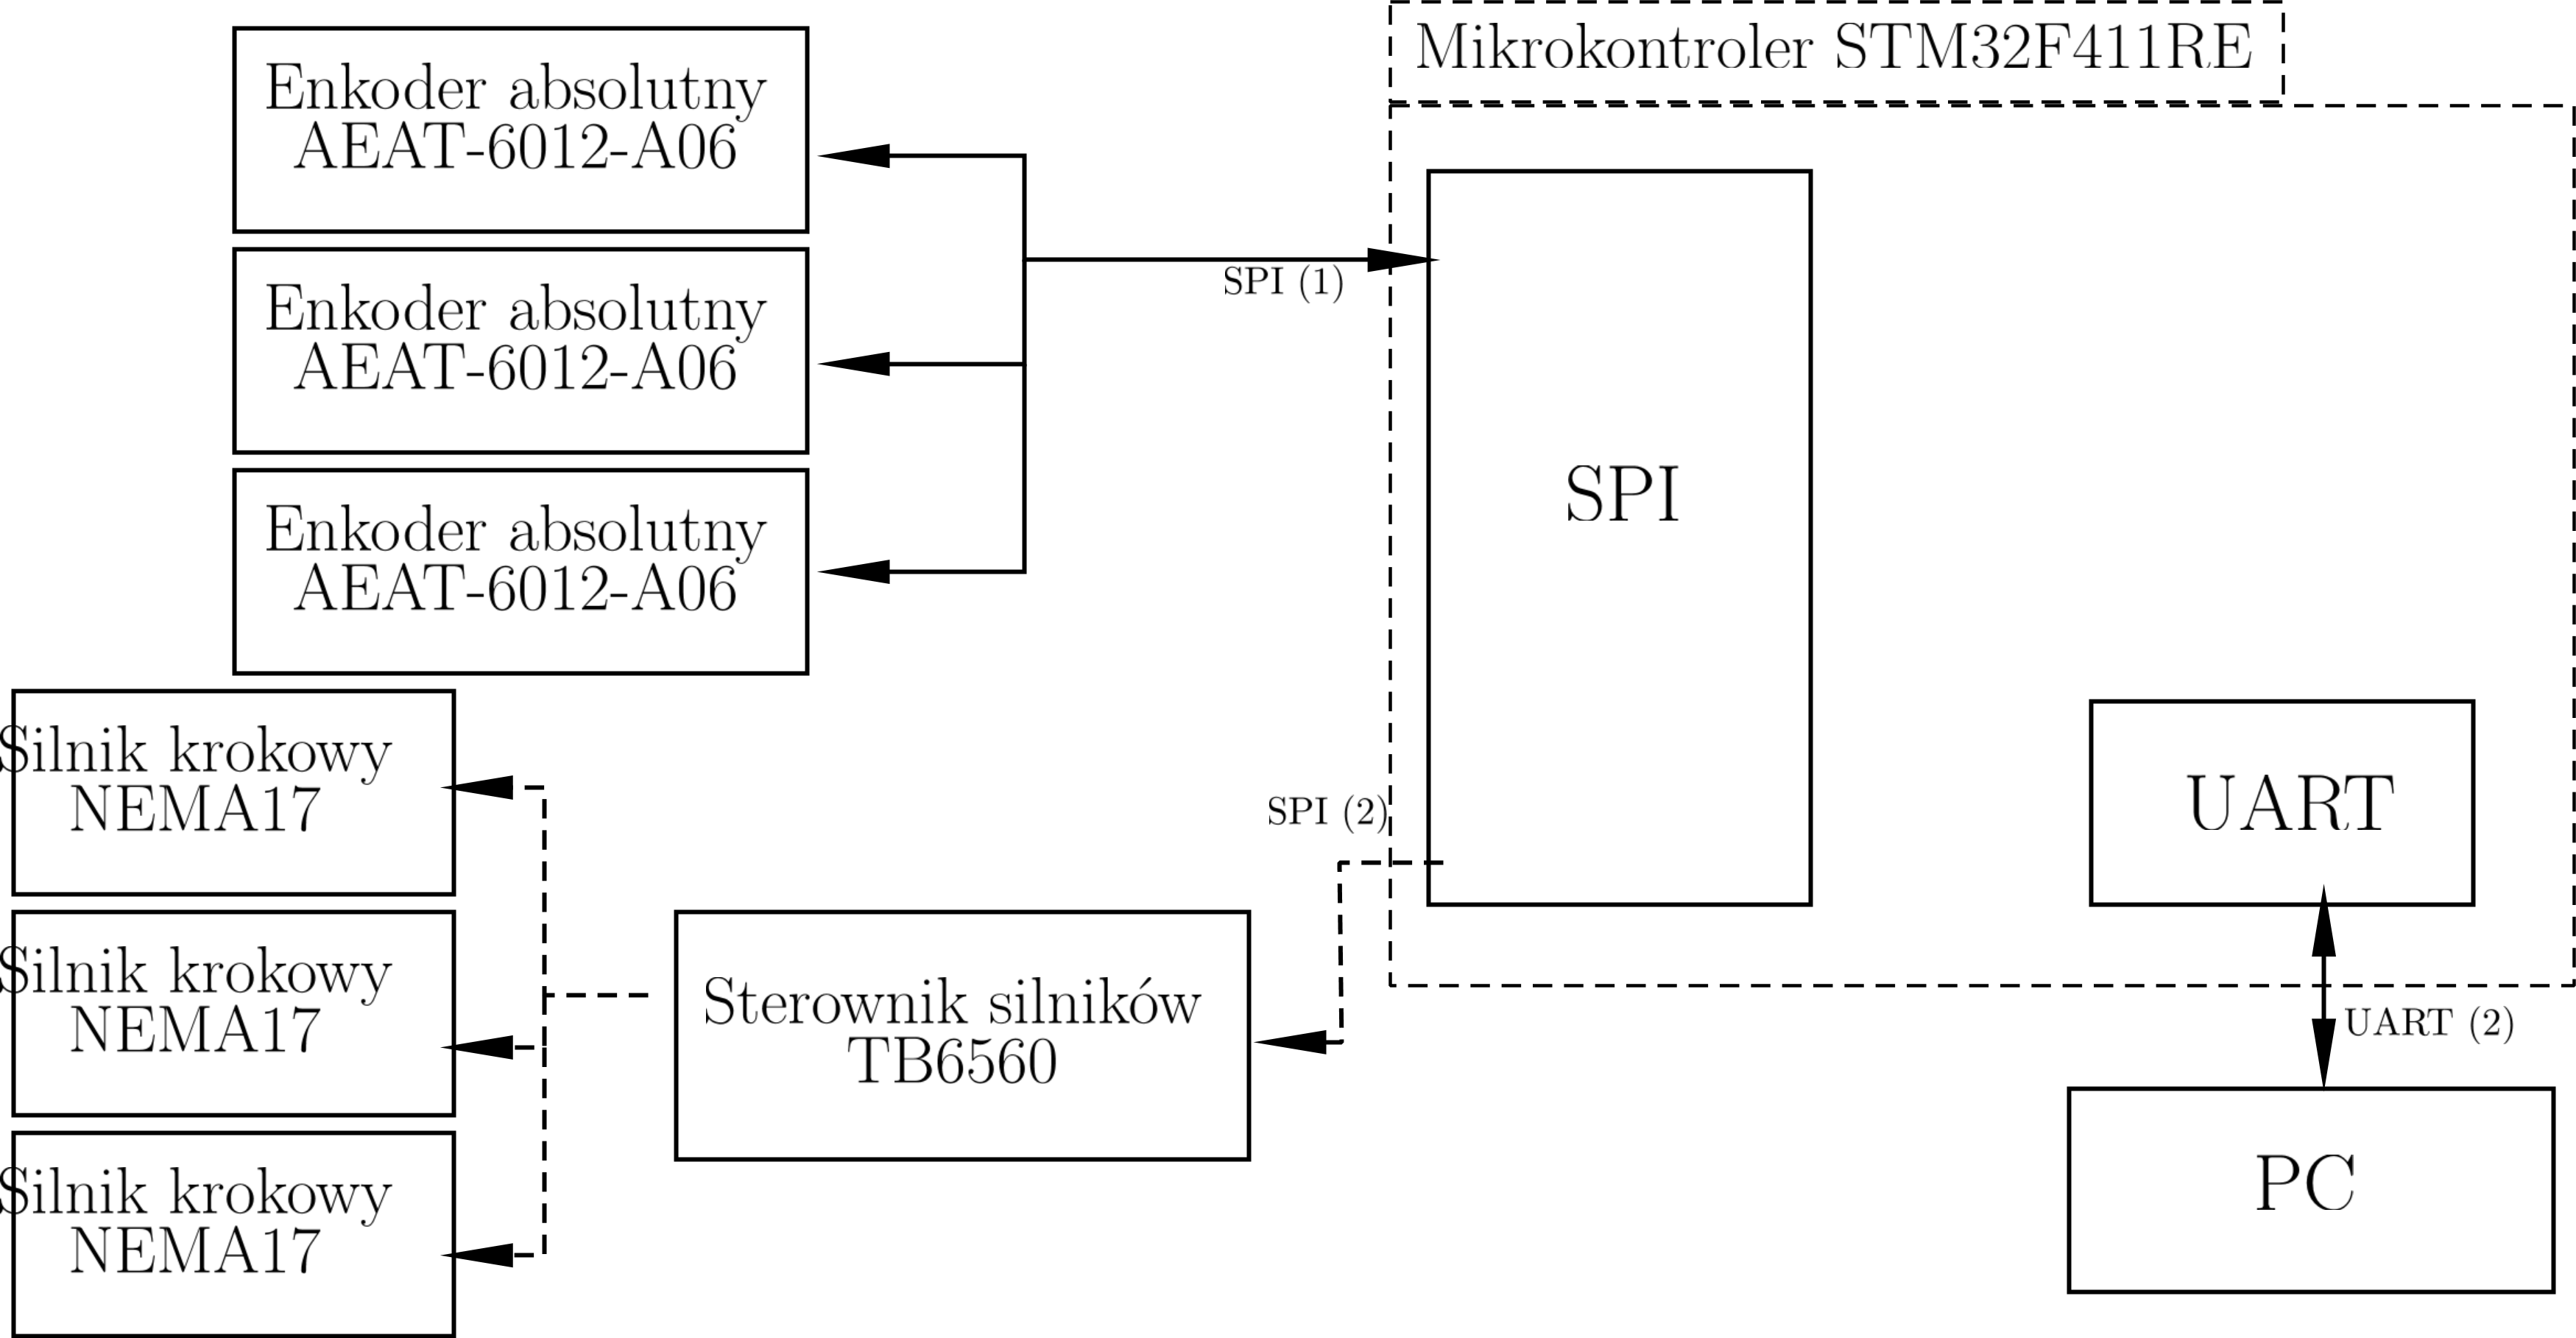 Mikrokontroler STM32F411RE
Enkoder absolutny
AEAT-6012-A06
SPI (1)
Enkoder absolutny
AEAT-6012-A06
SPI
Enkoder absolutny
AEAT-6012-A06
Silnik krokowy
NEMA17
SPI (2)
UART
Silnik krokowy
NEMA17
Sterownik silników
TB6560
UART (2)
Silnik krokowy
NEMA17
PC